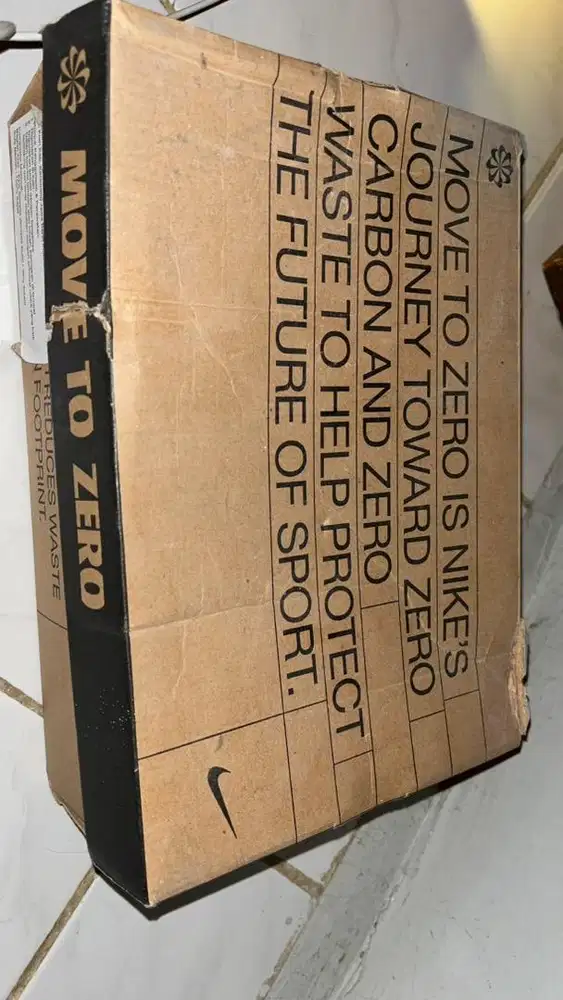 MOVE TO ZERO IS NIKE'S
JOURNEY TOWARD ZERO
CARBON AND ZERO
WASTE TO HELP PROTECT
THE FUTURE OF SPORT.
MOVE TO ZERO
REDUCES WASTE
FOOTPRINT.